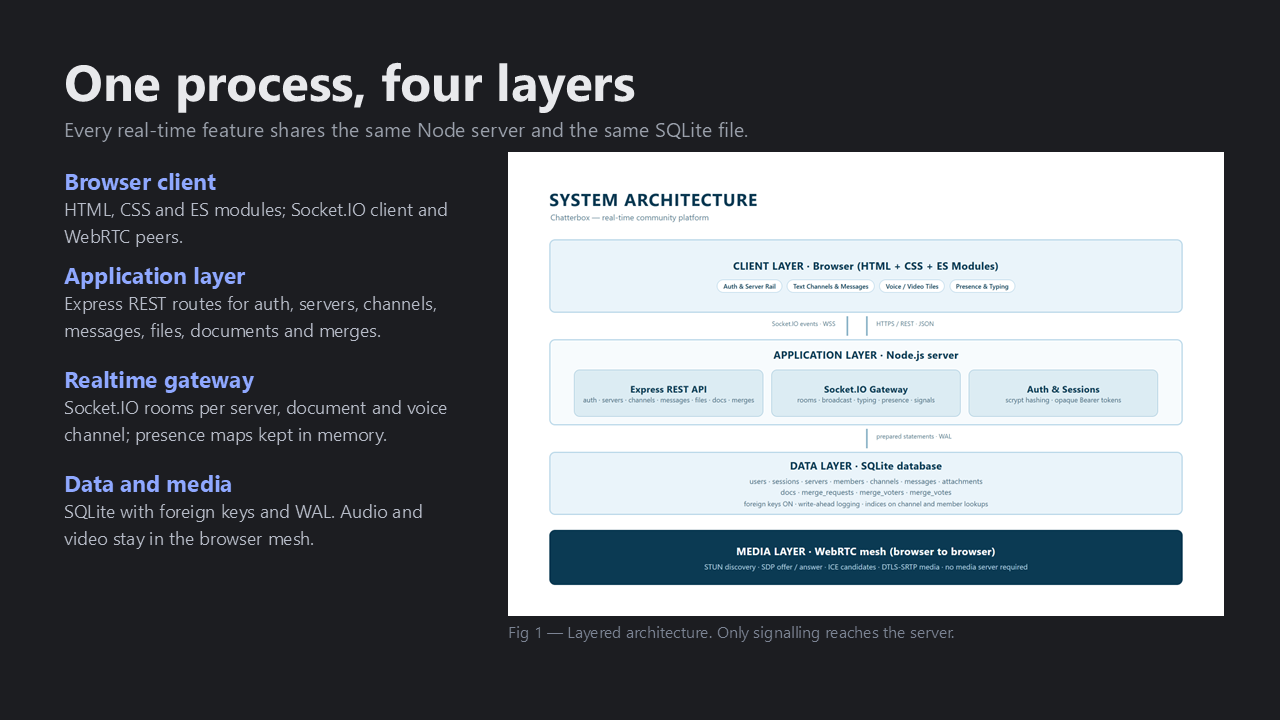 One process, four layers
Every real-time feature shares the same Node server and the same SQLite file.
Browser client
HTML, CSS and ES modules; Socket.IO client and
WebRTC peers.
Application layer
Express REST routes for auth, servers, channels,
messages, files, documents and merges.
Realtime gateway
Socket.IO rooms per server, document and voice
channel; presence maps kept in memory.
Data and media
SQLite with foreign keys and WAL. Audio and
video stay in the browser mesh.
SYSTEM ARCHITECTURE
Chatterbox — real-time community platform
CLIENT LAYER · Browser (HTML + CSS + ES Modules)
Auth & Server Rail
Text Channels & Messages
Voice / Video Tiles
Presence & Typing
Socket.IO events · WSS
HTTPS / REST · JSON
APPLICATION LAYER · Node.js server
Express REST API
auth · servers · channels · messages · files · docs · merges
Socket.IO Gateway
rooms · broadcast · typing · presence · signals
Auth & Sessions
scrypt hashing · opaque Bearer tokens
prepared statements · WAL
DATA LAYER · SQLite database
users · sessions · servers · members · channels · messages · attachments
docs · merge_requests · merge_voters · merge_votes
foreign keys ON · write-ahead logging · indices on channel and member lookups
MEDIA LAYER · WebRTC mesh (browser to browser)
STUN discovery · SDP offer / answer · ICE candidates · DTLS-SRTP media · no media server required
Fig 1 — Layered architecture. Only signalling reaches the server.